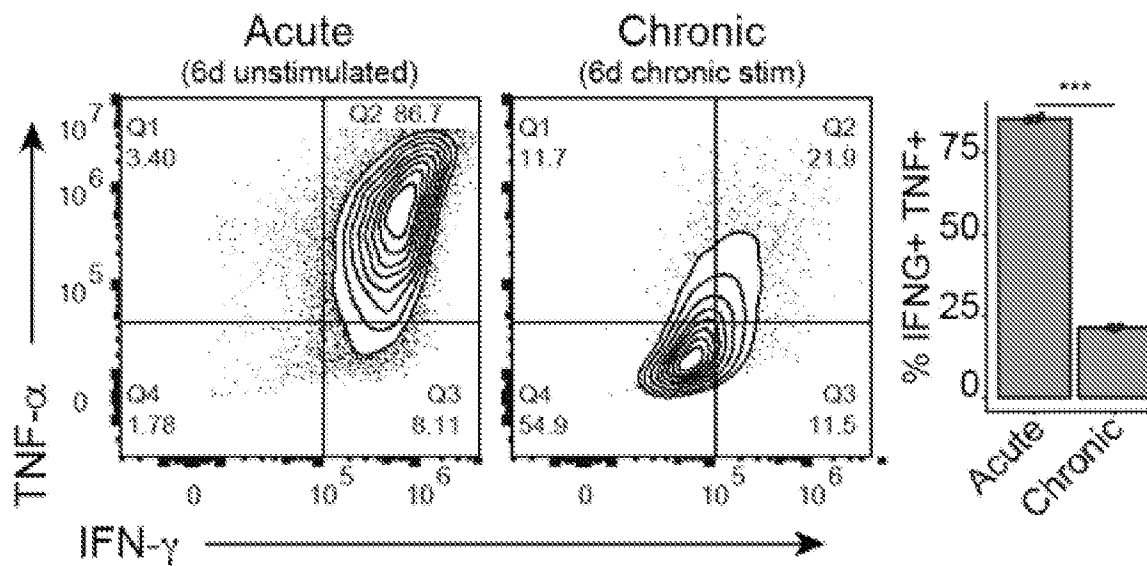 Acute
(6d unstimulated)
Chronic
(6d chronic stim)
***
TNF-α
10^7
10^6
10^5
0
Q1
3.40
Q2 86.7
Q4
1.78
Q3
8.11
0
10^5
10^6
Q1
11.7
Q2
21.9
Q4
54.9
Q3
11.5
0
10^5
10^6
IFN-γ
% IFNG+ TNF+
75
50
25
0
Acute
Chronic